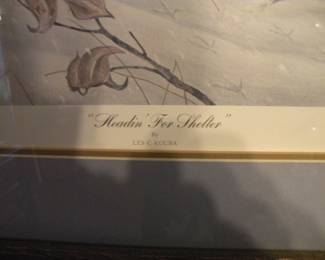 "Headin' For Shelter"
By
LES C. KOUBA